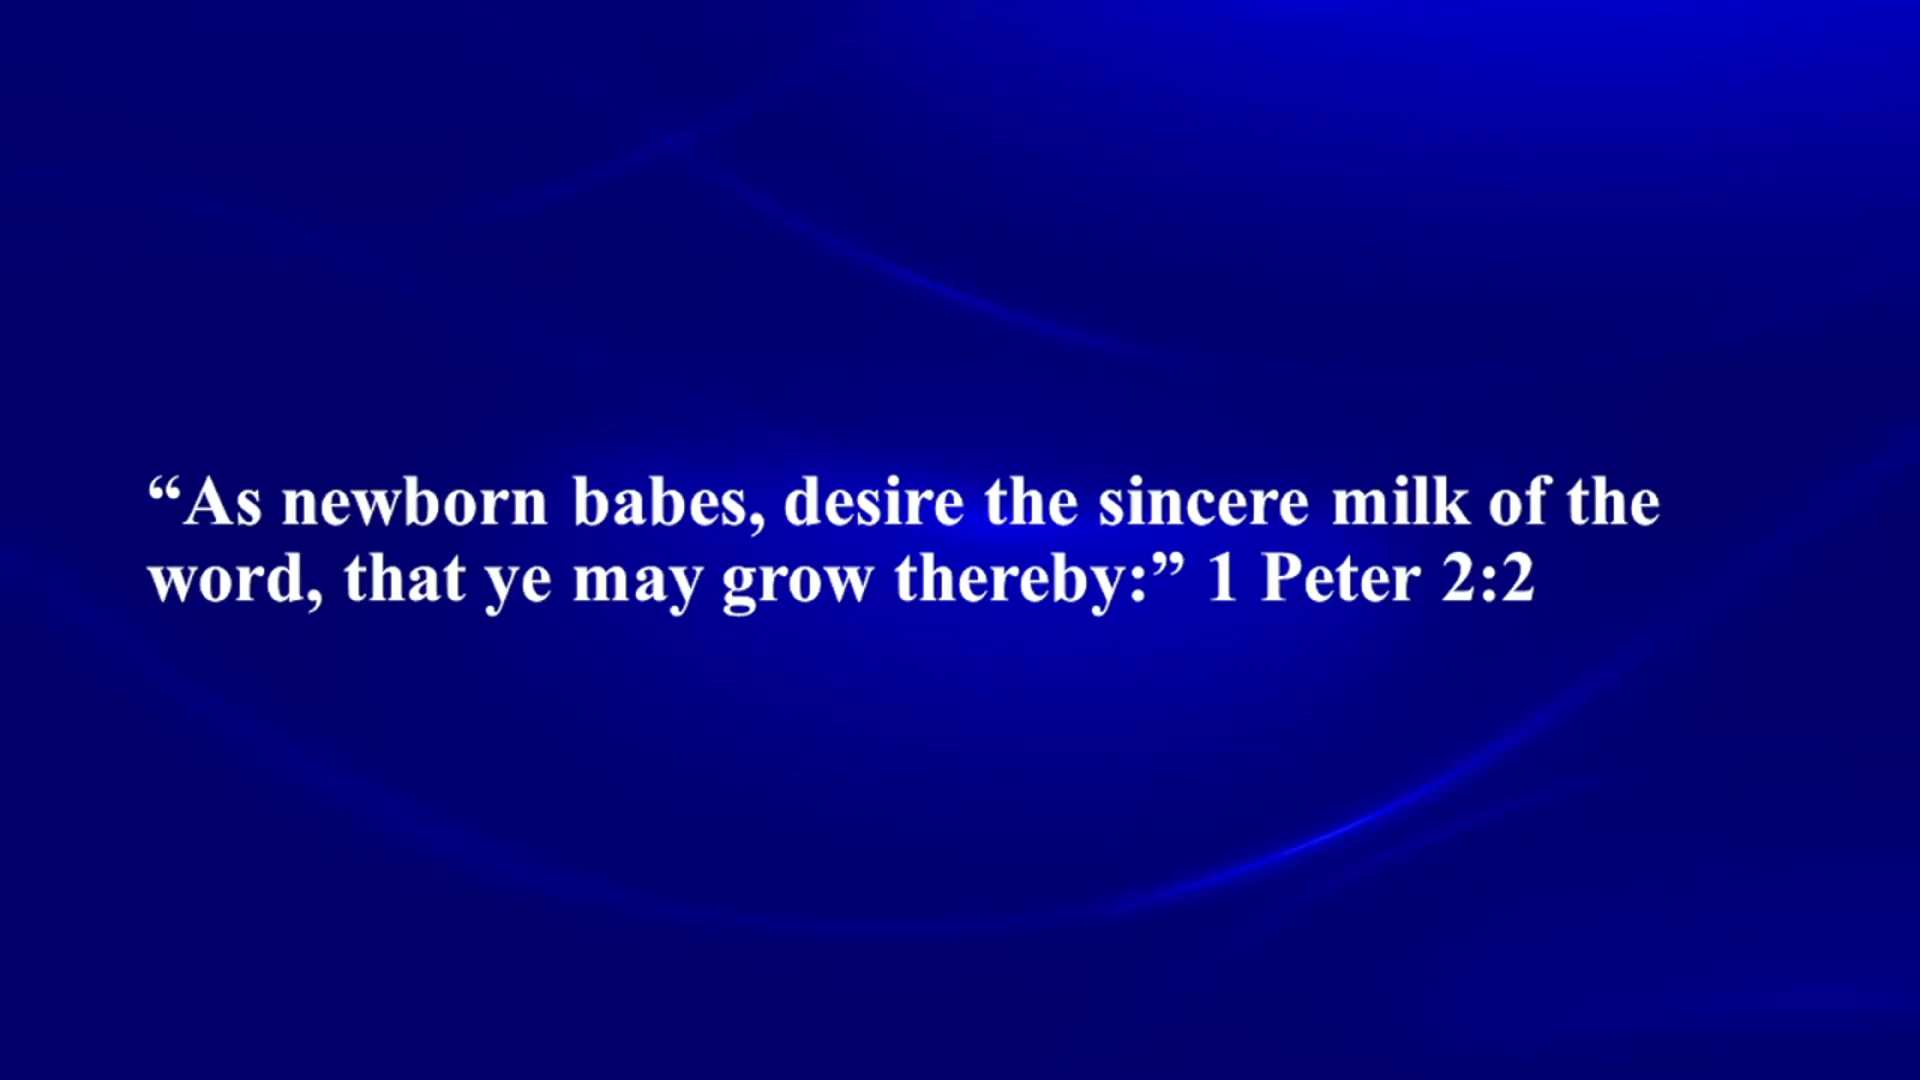 “As newborn babes, desire the sincere milk of the
word, that ye may grow thereby:” 1 Peter 2:2